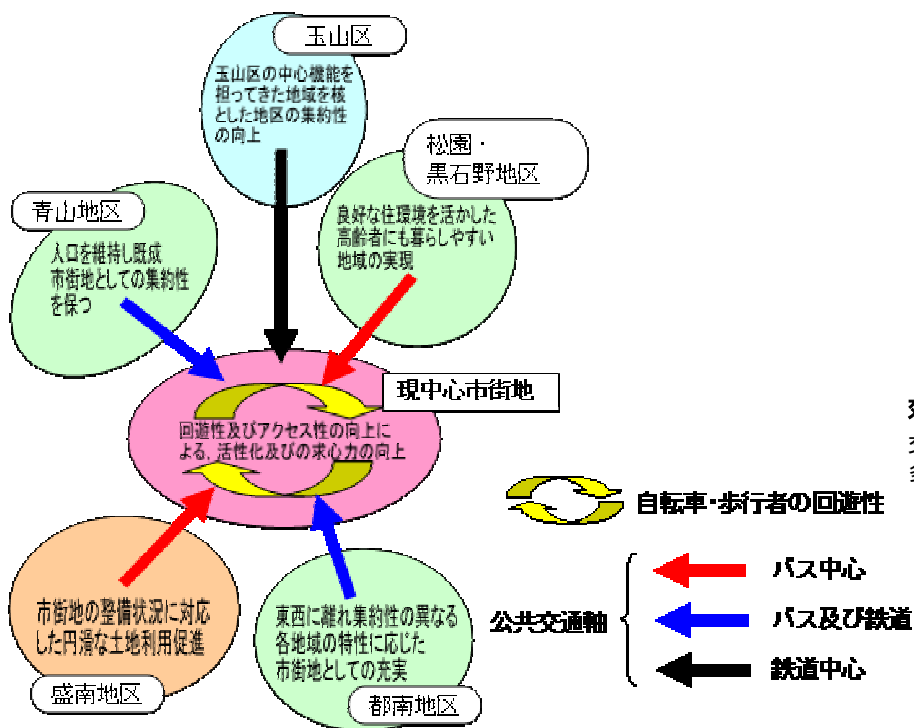 玉山区
玉山区の中心機能を
担ってきた地域を核
とした地区の集約性
の向上
松園・
黒石野地区
良好な住環境を活かした
高齢者にも暮らしやすい
地域の実現
青山地区
人口を維持し既成
市街地としての集約性
を保つ
現中心市街地
回遊性及びアクセス性の向上に
よる、活性化及びの求心力の向上
自転車・歩行者の回遊性
公共交通軸
バス中心
バス及び鉄道
鉄道中心
市街地の整備状況に対応
した円滑な土地利用促進
盛南地区
東西に離れ集約性の異なる
各地域の特性に応じた
市街地としての充実
都南地区